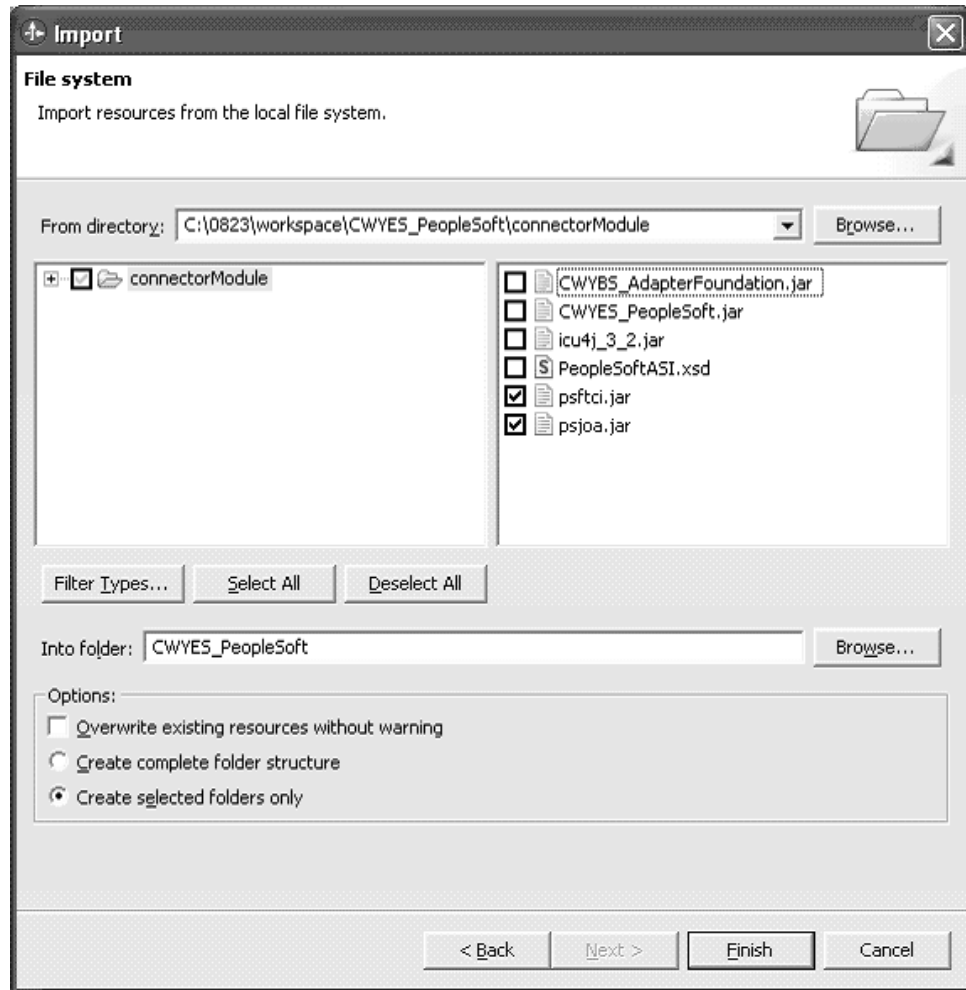 Import
File system
Import resources from the local file system.
From directory: C:\0823\workspace\CWYES_PeopleSoft\connectorModule Browse...
connectorModule
CWYBS_AdapterFoundation.jar
CWYES_PeopleSoft.jar
icu4j_3_2.jar
PeopleSoftASI.xsd
psftci.jar
psjoa.jar
Filter Types... Select All Deselect All
Into folder: CWYES_PeopleSoft Browse...
Options:
Overwrite existing resources without warning
Create complete folder structure
Create selected folders only
< Back Next > Finish Cancel